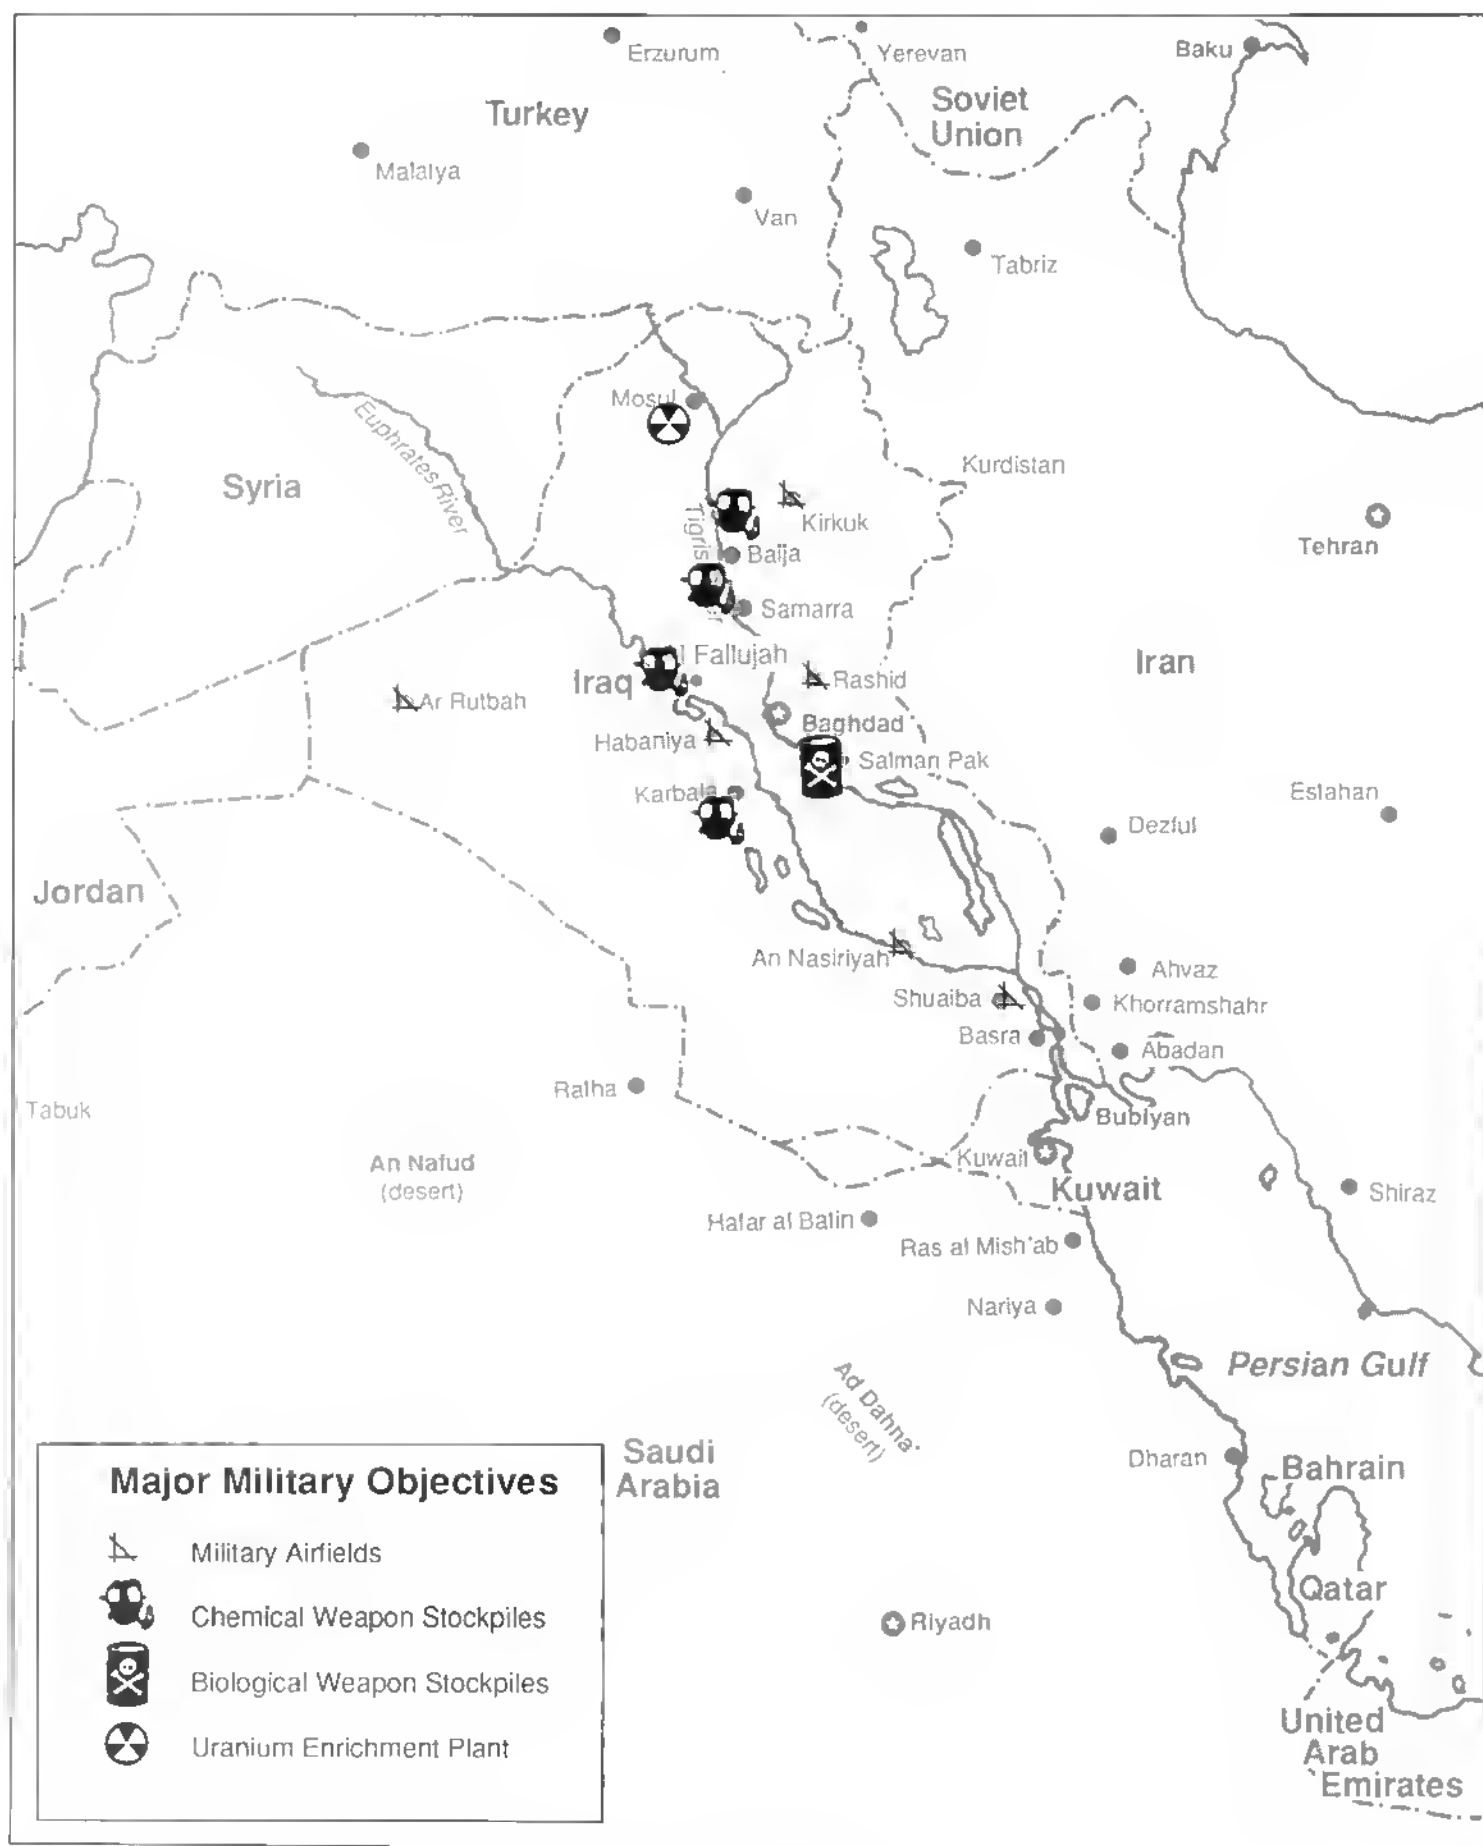 Erzurum
Yerevan
Baku
Turkey
Soviet
Union
Malalya
Van
Tabriz
Mosul
Euphrates River
Kurdistan
Syria
Tigris
Kirkuk
Tehran
Baija
Samarra
Iran
Fallujah
Iraq
Rashid
Ar Rutbah
Baghdad
Habaniya
Salman Pak
Karbala
Eslahan
Dezful
Jordan
An Nasiriyah
Ahvaz
Shuaiba
Khorramshahr
Basra
Abadan
Ralha
Tabuk
Bubiyan
An Nafud
(desert)
Kuwait
Kuwait
Shiraz
Hafar al Batin
Ras al Mish'ab
Nariya
Persian Gulf
Ad Dahna'
(desert)
Saudi
Arabia
Dharan
Bahrain
Qatar
Riyadh
United
Arab
Emirates
Major Military Objectives
Military Airfields
Chemical Weapon Stockpiles
Biological Weapon Stockpiles
Uranium Enrichment Plant